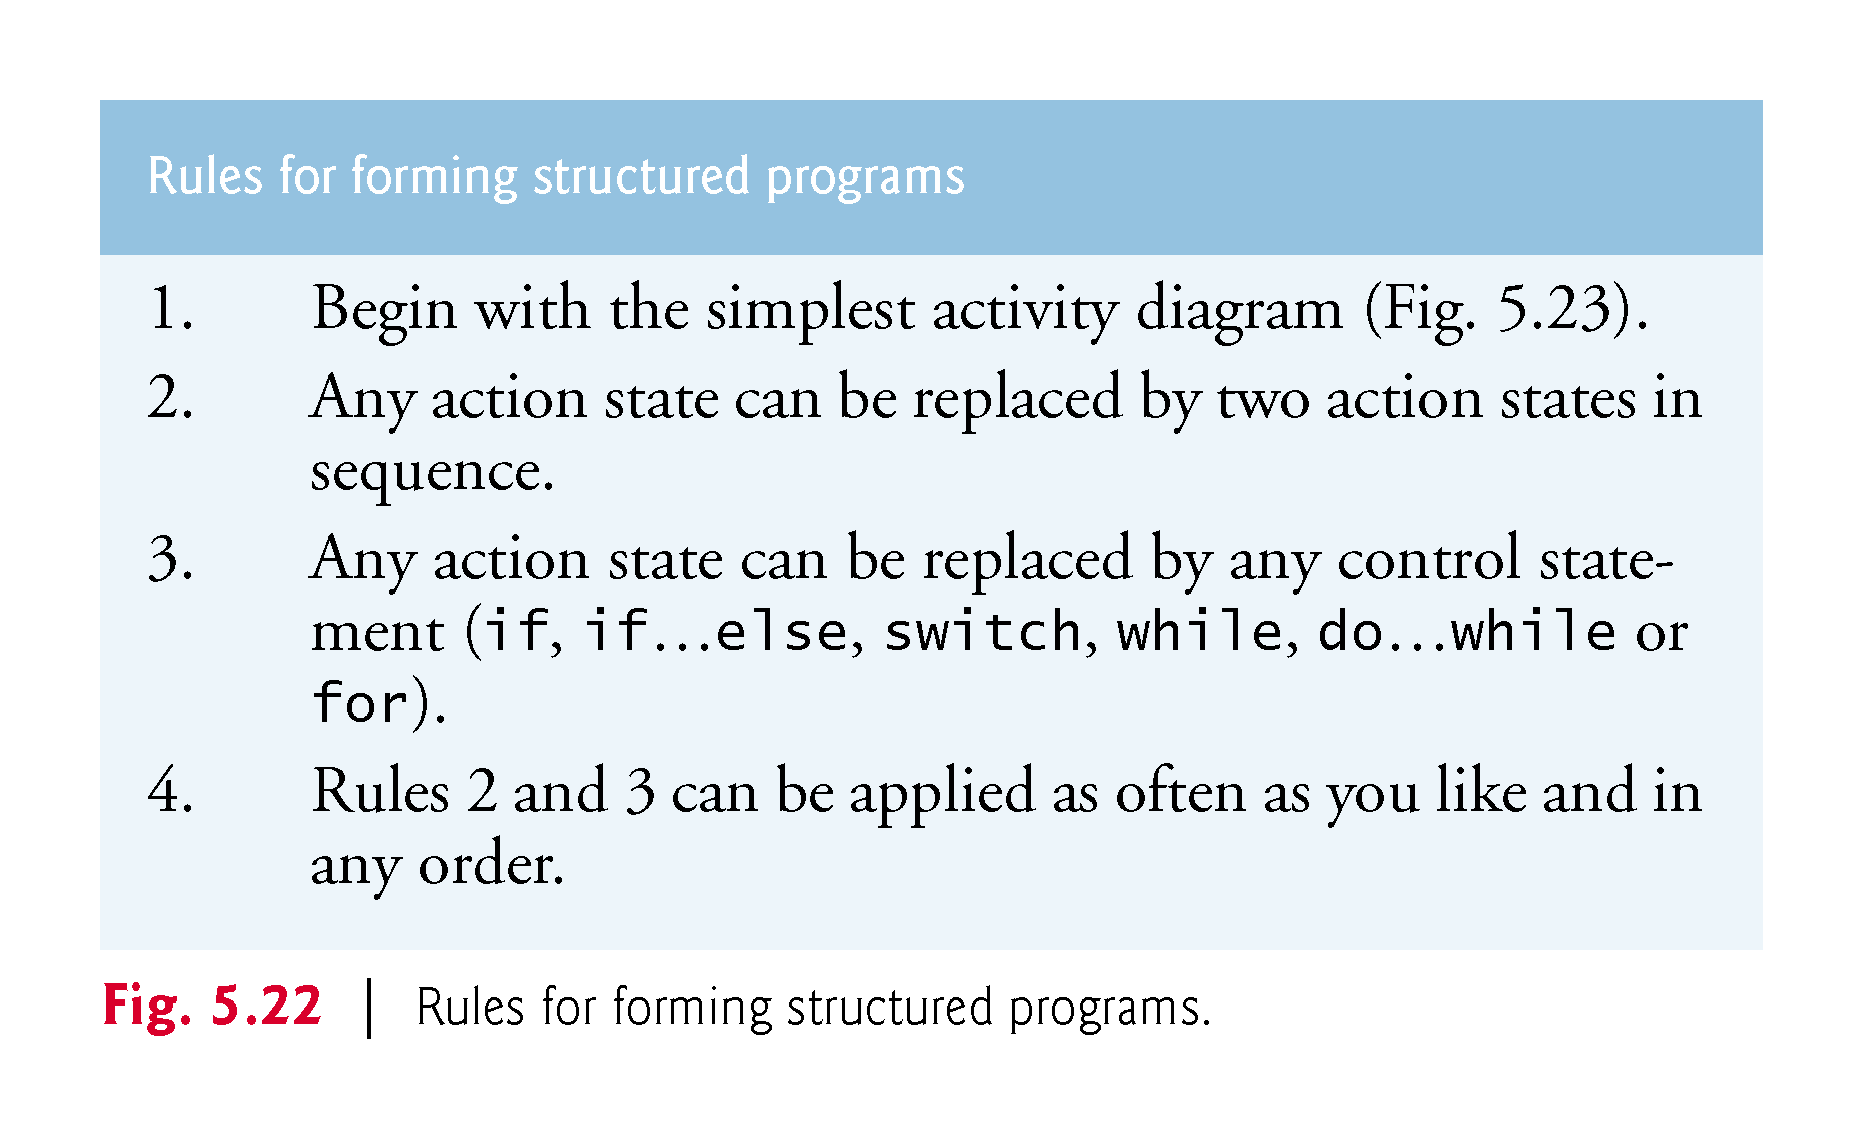 Rules for forming structured programs
1. Begin with the simplest activity diagram (Fig. 5.23).
2. Any action state can be replaced by two action states in
sequence.
3. Any action state can be replaced by any control state-
ment (if, if...else, switch, while, do...while or
for).
4. Rules 2 and 3 can be applied as often as you like and in
any order.
Fig. 5.22 | Rules for forming structured programs.